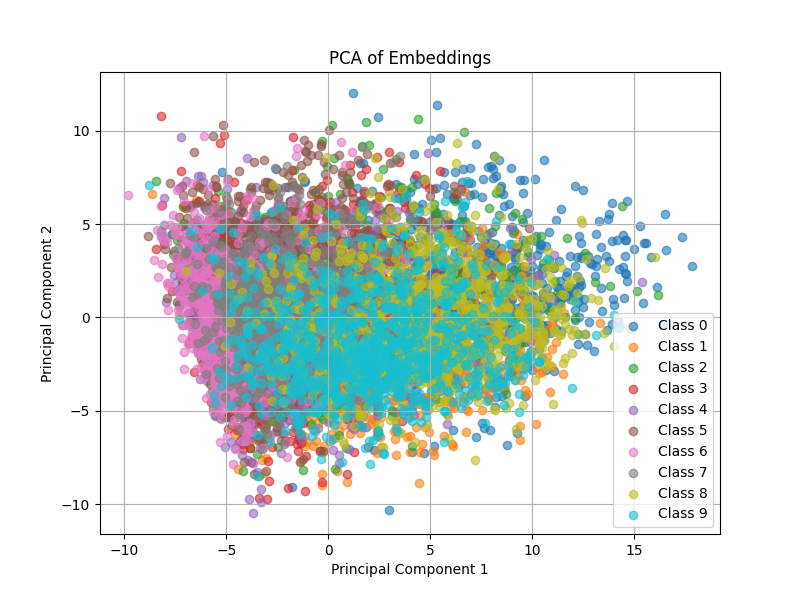 PCA of Embeddings
Principal Component 2
10
5
0
−5
−10
−10 −5 0 5 10 15
Principal Component 1
Class 0
Class 1
Class 2
Class 3
Class 4
Class 5
Class 6
Class 7
Class 8
Class 9